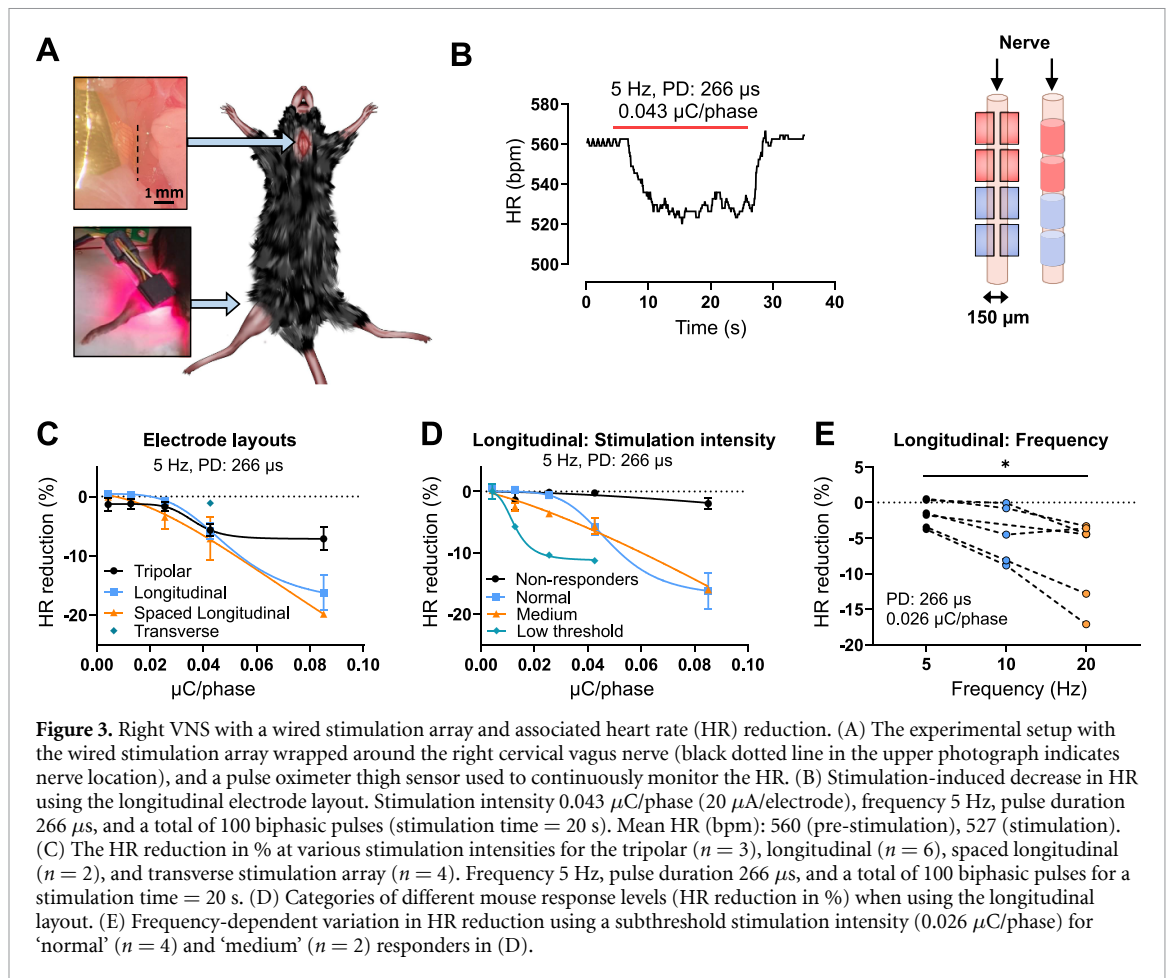 A
1 mm
B
5 Hz, PD: 266 µs
0.043 µC/phase
580
560
540
520
500
HR (bpm)
0
10
20
30
40
Time (s)
Nerve
150 µm
C
Electrode layouts
5 Hz, PD: 266 µs
0
-10
-20
HR reduction (%)
Tripolar
Longitudinal
Spaced Longitudinal
Transverse
0.00
0.02
0.04
0.06
0.08
0.10
µC/phase
D
Longitudinal: Stimulation intensity
5 Hz, PD: 266 µs
0
-10
-20
HR reduction (%)
Non-responders
Normal
Medium
Low threshold
0.00
0.02
0.04
0.06
0.08
0.10
µC/phase
E
Longitudinal: Frequency
*
5
0
-5
-10
-15
-20
HR reduction (%)
PD: 266 µs
0.026 µC/phase
5
10
20
Frequency (Hz)
Figure 3. Right VNS with a wired stimulation array and associated heart rate (HR) reduction. (A) The experimental setup with
the wired stimulation array wrapped around the right cervical vagus nerve (black dotted line in the upper photograph indicates
nerve location), and a pulse oximeter thigh sensor used to continuously monitor the HR. (B) Stimulation-induced decrease in HR
using the longitudinal electrode layout. Stimulation intensity 0.043 µC/phase (20 µA/electrode), frequency 5 Hz, pulse duration
266 µs, and a total of 100 biphasic pulses (stimulation time = 20 s). Mean HR (bpm): 560 (pre-stimulation), 527 (stimulation).
(C) The HR reduction in % at various stimulation intensities for the tripolar (n = 3), longitudinal (n = 6), spaced longitudinal
(n = 2), and transverse stimulation array (n = 4). Frequency 5 Hz, pulse duration 266 µs, and a total of 100 biphasic pulses for a
stimulation time = 20 s. (D) Categories of different mouse response levels (HR reduction in %) when using the longitudinal
layout. (E) Frequency-dependent variation in HR reduction using a subthreshold stimulation intensity (0.026 µC/phase) for
‘normal’ (n = 4) and ‘medium’ (n = 2) responders in (D).